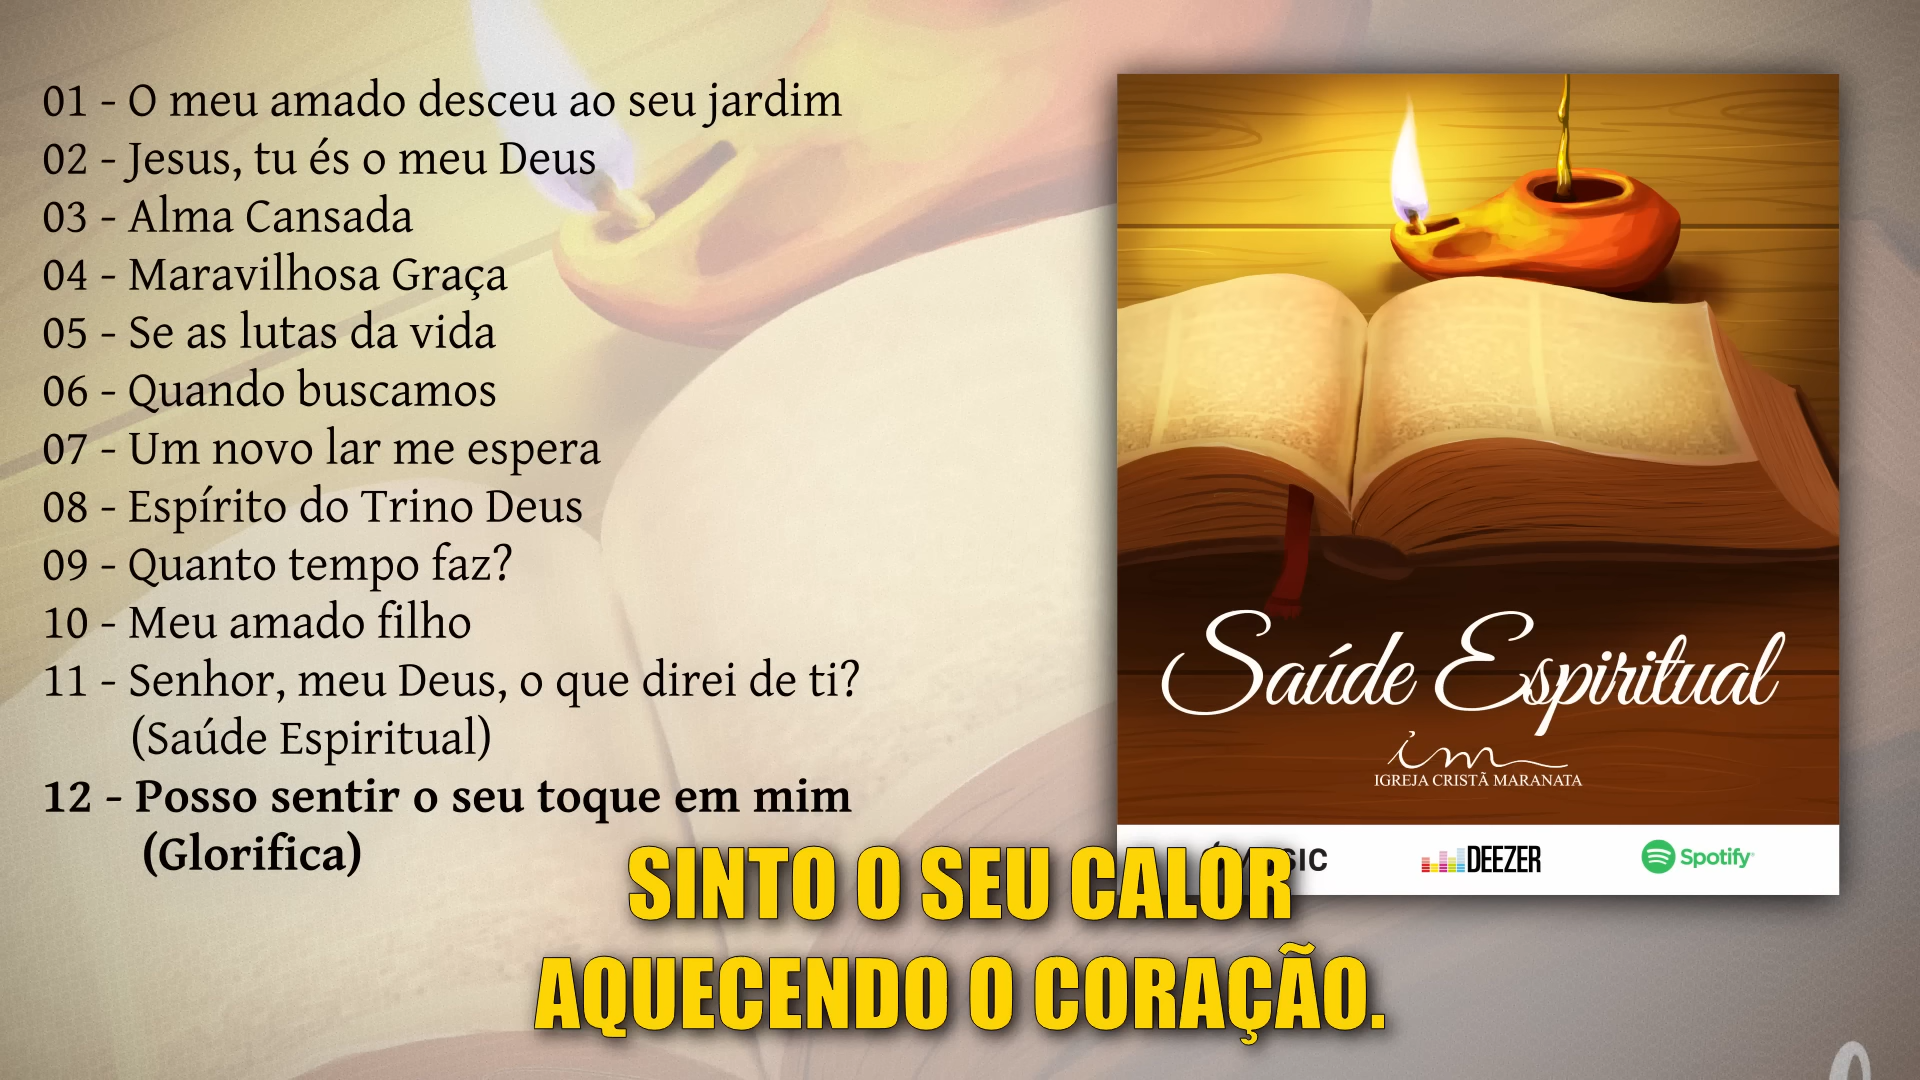 01 - O meu amado desceu ao seu jardim
02 - Jesus, tu és o meu Deus
03 - Alma Cansada
04 - Maravilhosa Graça
05 - Se as lutas da vida
06 - Quando buscamos
07 - Um novo lar me espera
08 - Espírito do Trino Deus
09 - Quanto tempo faz?
10 - Meu amado filho
11 - Senhor, meu Deus, o que direi de ti?
(Saúde Espiritual)
12 - Posso sentir o seu toque em mim
(Glorifica)
Saúde Espiritual
im
IGREJA CRISTÃ MARANATA
DEEZER
Spotify
SINTO O SEU CALOR
AQUECENDO O CORAÇÃO.